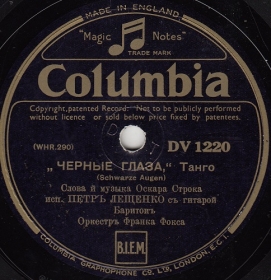 MADE IN ENGLAND.
"Magic Notes"
TRADE MARK
Columbia
Copyright, patented Record. Not to be publicly performed
without licence or sold below price fixed by patentees.
(WHR.290) DV 1220
„ЧЕРНЫЕ ГЛАЗА," Танго
(Schwarze Augen)
Слова й музыка Оскара Строка
исп. ПЕТРЪ ЛЕЩЕНКО съ гитарой
Баритонъ
Оркестръ Франка Фокса
B.I.E.M.
COLUMBIA GRAPHOPHONE Co. LTD. LONDON